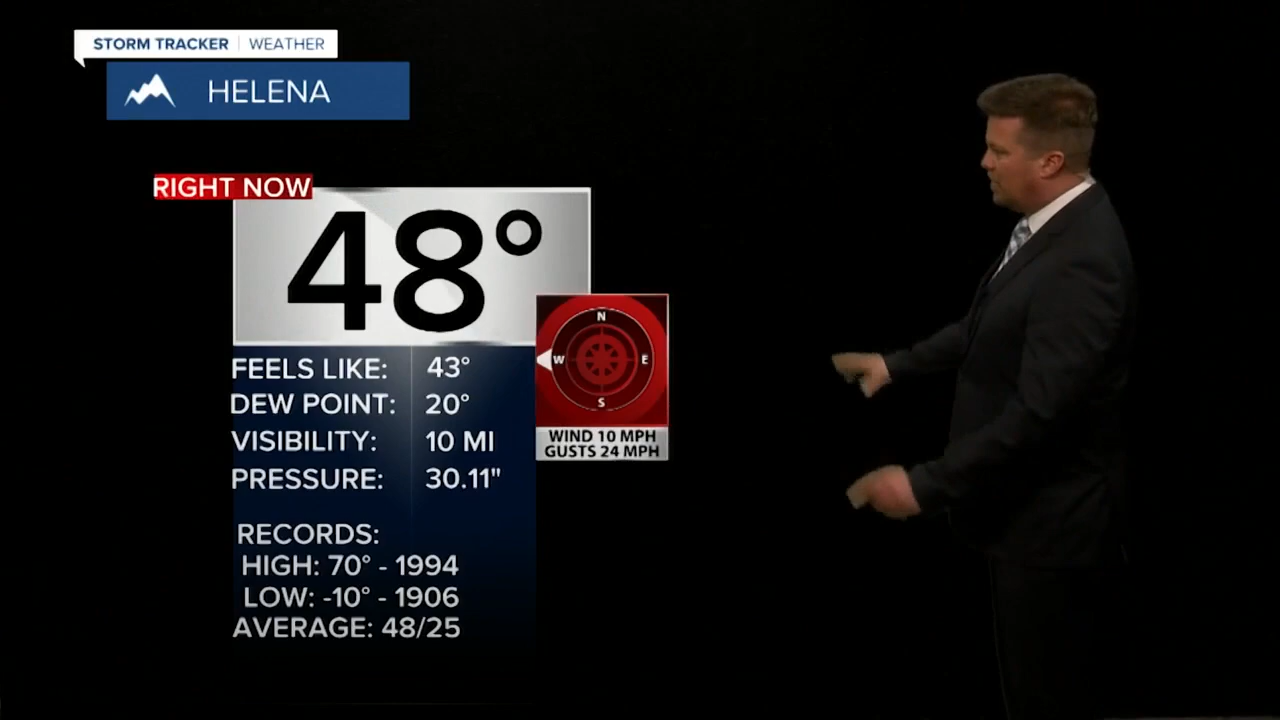 STORM TRACKER | WEATHER
HELENA
RIGHT NOW
48°
N
W E
S
WIND 10 MPH
GUSTS 24 MPH
FEELS LIKE: 43°
DEW POINT: 20°
VISIBILITY: 10 MI
PRESSURE: 30.11"
RECORDS:
HIGH: 70° - 1994
LOW: -10° - 1906
AVERAGE: 48/25